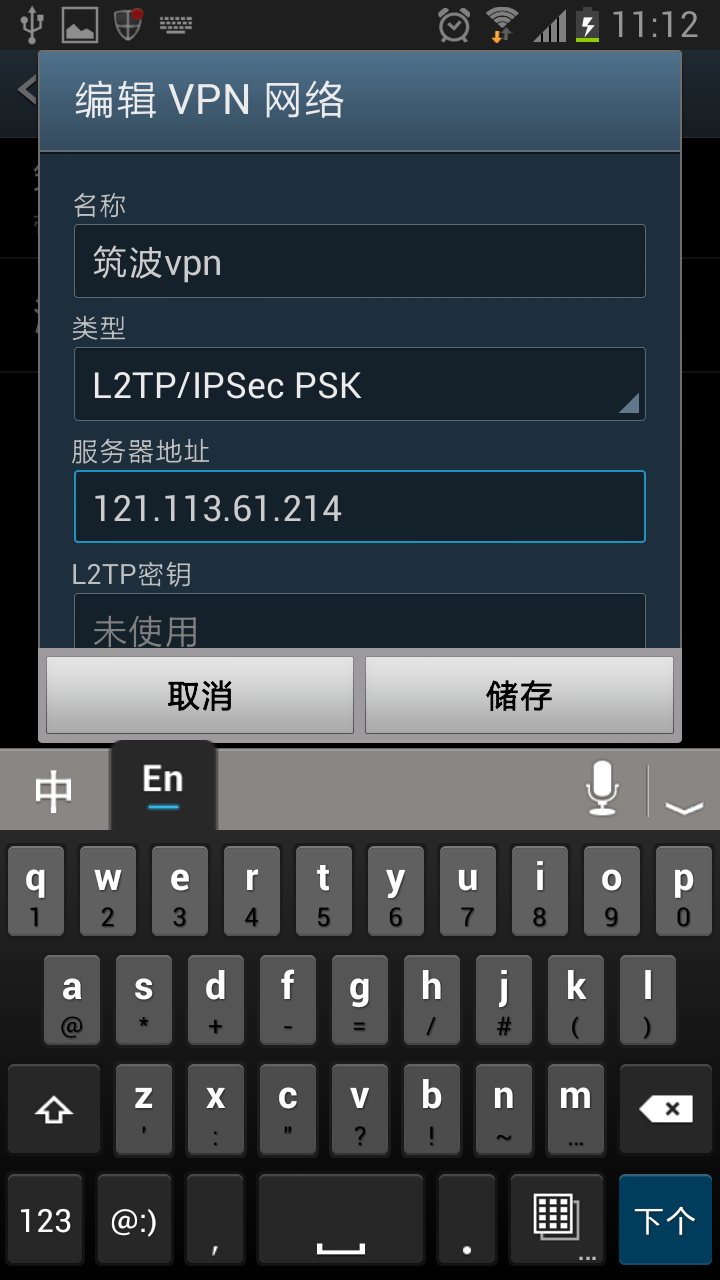 11:12
编辑 VPN 网络
名称
筑波vpn
类型
L2TP/IPSec PSK
服务器地址
121.113.61.214
L2TP密钥
未使用
取消 储存
中 En
q w e r t y u i o p
1 2 3 4 5 6 7 8 9 0
a s d f g h j k l
@ * + - = / # ( )
z x c v b n m
' : " ? ! ~ ...
123 @:) , . ... 下个